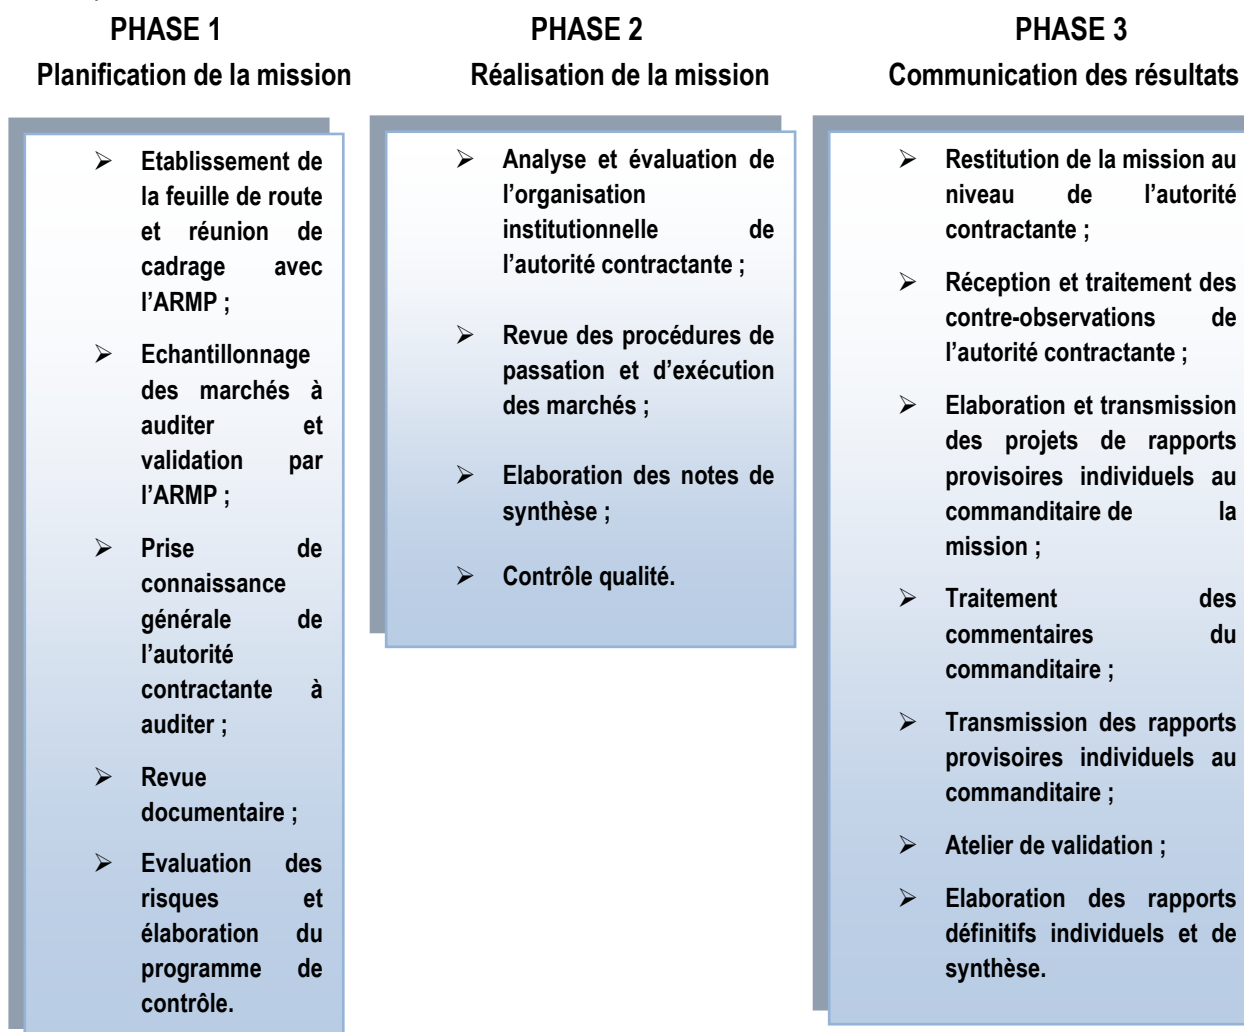 PHASE 1
Planification de la mission
➢ Etablissement de
la feuille de route
et réunion de
cadrage avec
l’ARMP ;
➢ Echantillonnage
des marchés à
auditer et
validation par
l’ARMP ;
➢ Prise de
connaissance
générale de
l’autorité
contractante à
auditer ;
➢ Revue
documentaire ;
➢ Evaluation des
risques et
élaboration du
programme de
contrôle.
PHASE 2
Réalisation de la mission
➢ Analyse et évaluation de
l’organisation
institutionnelle de
l’autorité contractante ;
➢ Revue des procédures de
passation et d’exécution
des marchés ;
➢ Elaboration des notes de
synthèse ;
➢ Contrôle qualité.
PHASE 3
Communication des résultats
➢ Restitution de la mission au
niveau de l’autorité
contractante ;
➢ Réception et traitement des
contre-observations de
l’autorité contractante ;
➢ Elaboration et transmission
des projets de rapports
provisoires individuels au
commanditaire de la
mission ;
➢ Traitement des
commentaires du
commanditaire ;
➢ Transmission des rapports
provisoires individuels au
commanditaire ;
➢ Atelier de validation ;
➢ Elaboration des rapports
définitifs individuels et de
synthèse.